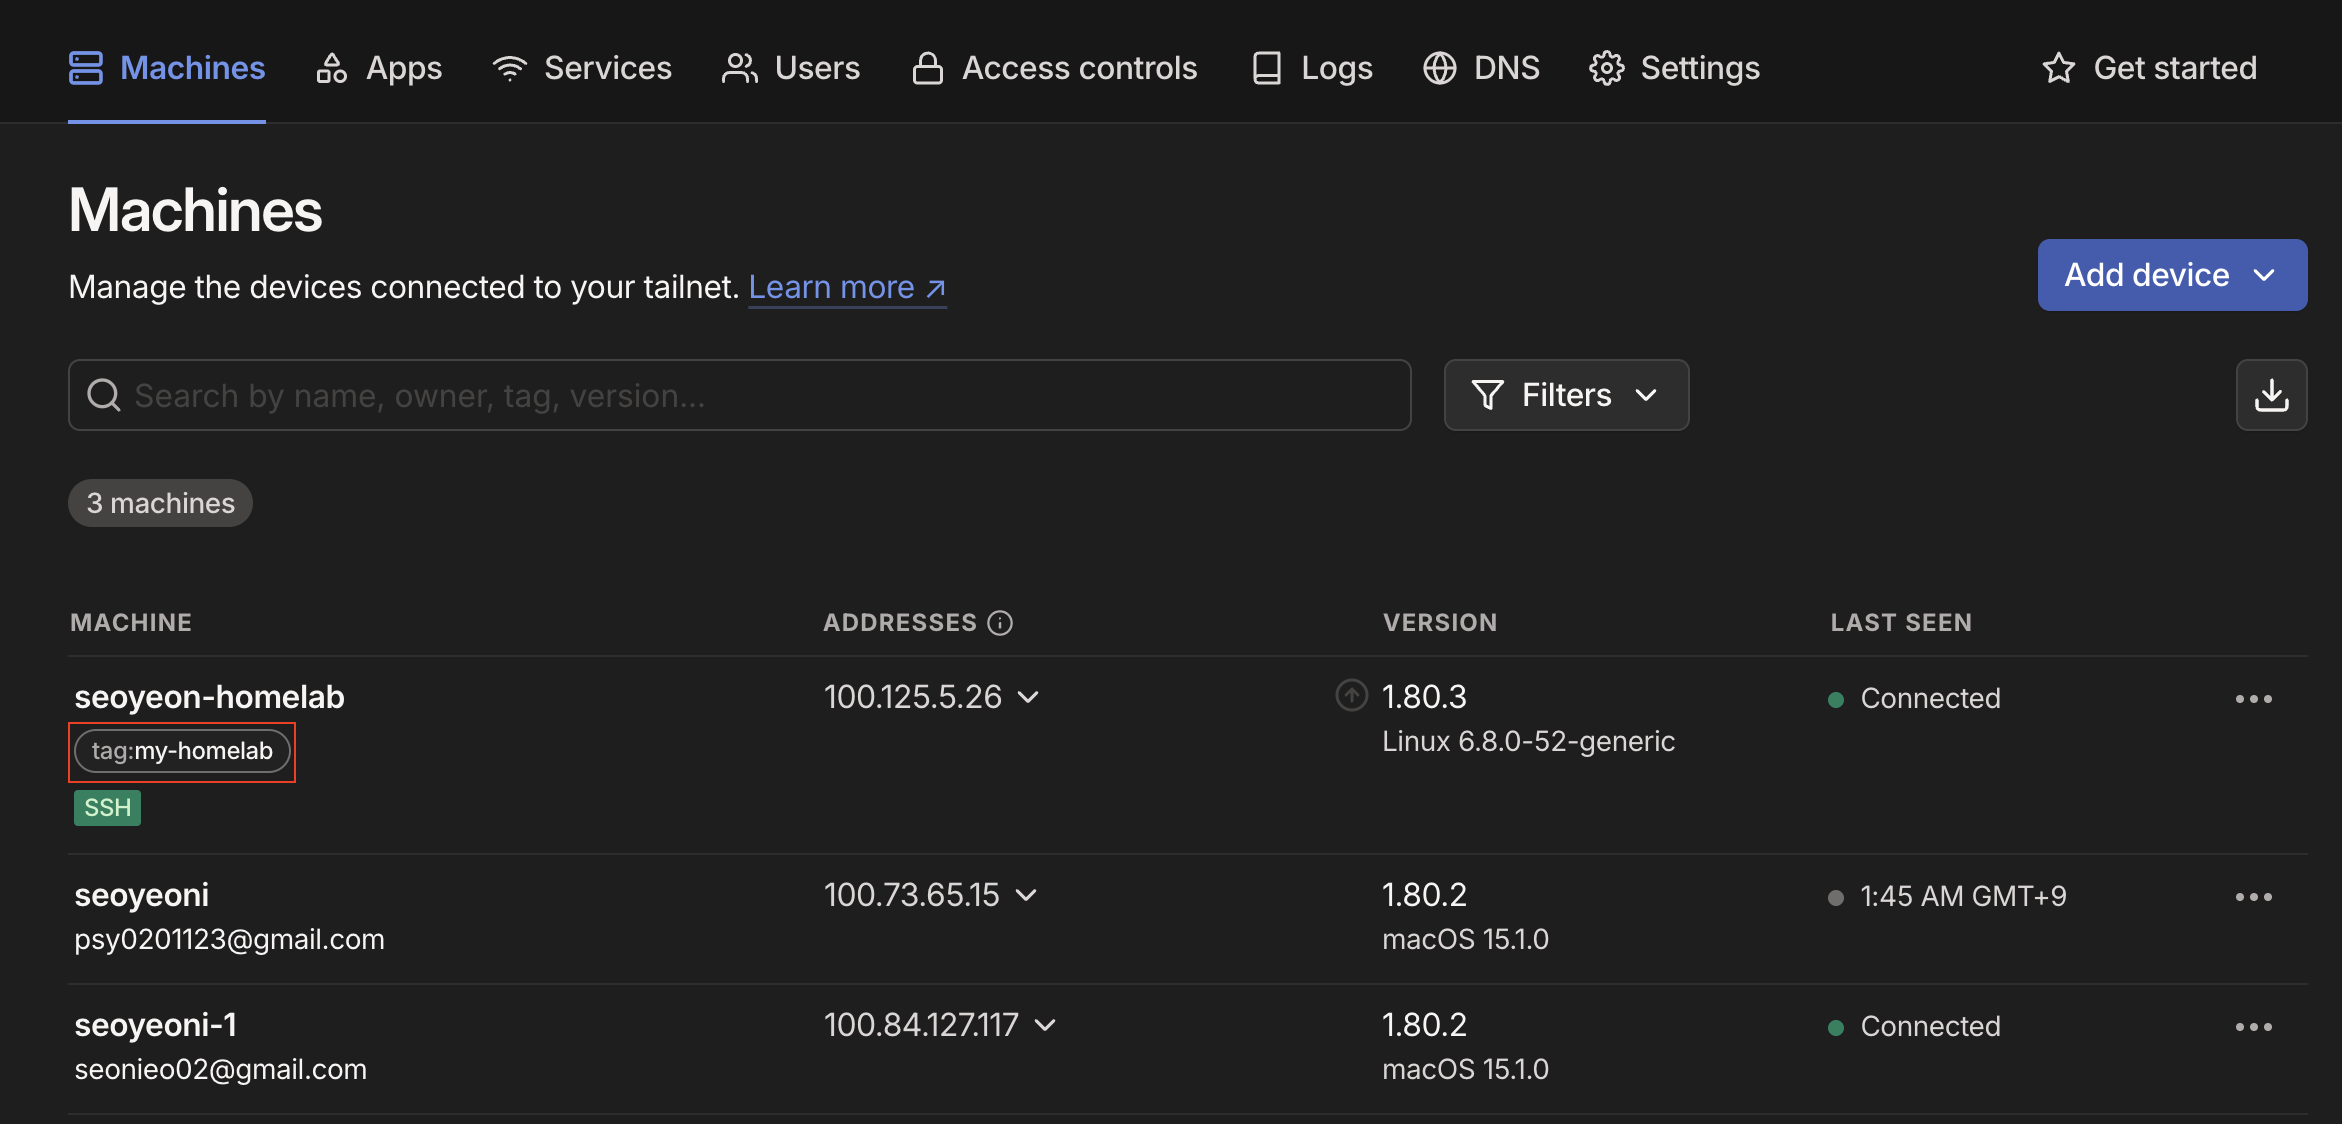 Machines Apps Services Users Access controls Logs DNS Settings Get started
Machines
Manage the devices connected to your tailnet. Learn more ↗
Add device
Search by name, owner, tag, version...
Filters
3 machines
MACHINE ADDRESSES VERSION LAST SEEN
seoyeon-homelab 100.125.5.26 1.80.3 Connected
tag:my-homelab Linux 6.8.0-52-generic
SSH
seoyeoni 100.73.65.15 1.80.2 1:45 AM GMT+9
psy0201123@gmail.com macOS 15.1.0
seoyeoni-1 100.84.127.117 1.80.2 Connected
seonieo02@gmail.com macOS 15.1.0